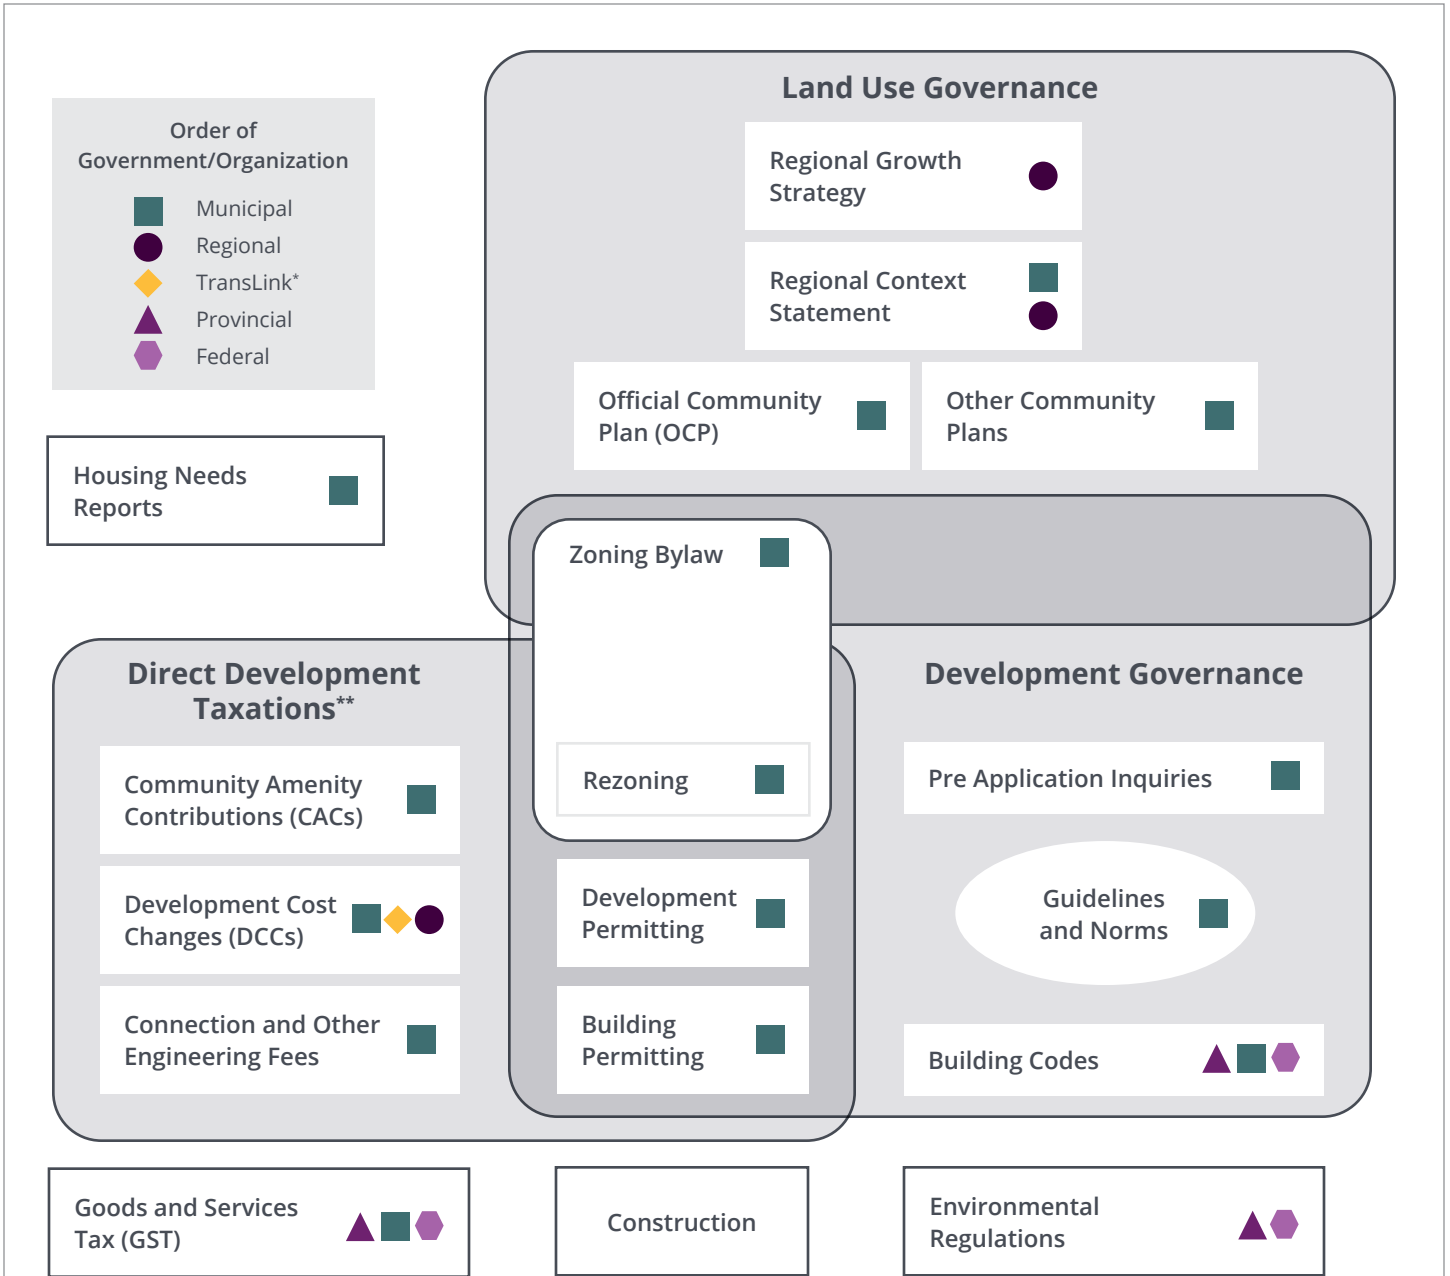 Land Use Governance
Order of
Government/Organization
Municipal
Regional
TransLink*
Provincial
Federal
Regional Growth
Strategy
Regional Context
Statement
Official Community
Plan (OCP)
Other Community
Plans
Housing Needs
Reports
Zoning Bylaw
Rezoning
Direct Development
Taxations**
Community Amenity
Contributions (CACs)
Development Cost
Changes (DCCs)
Connection and Other
Engineering Fees
Development
Permitting
Building
Permitting
Development Governance
Pre Application Inquiries
Guidelines
and Norms
Building Codes
Goods and Services
Tax (GST)
Construction
Environmental
Regulations